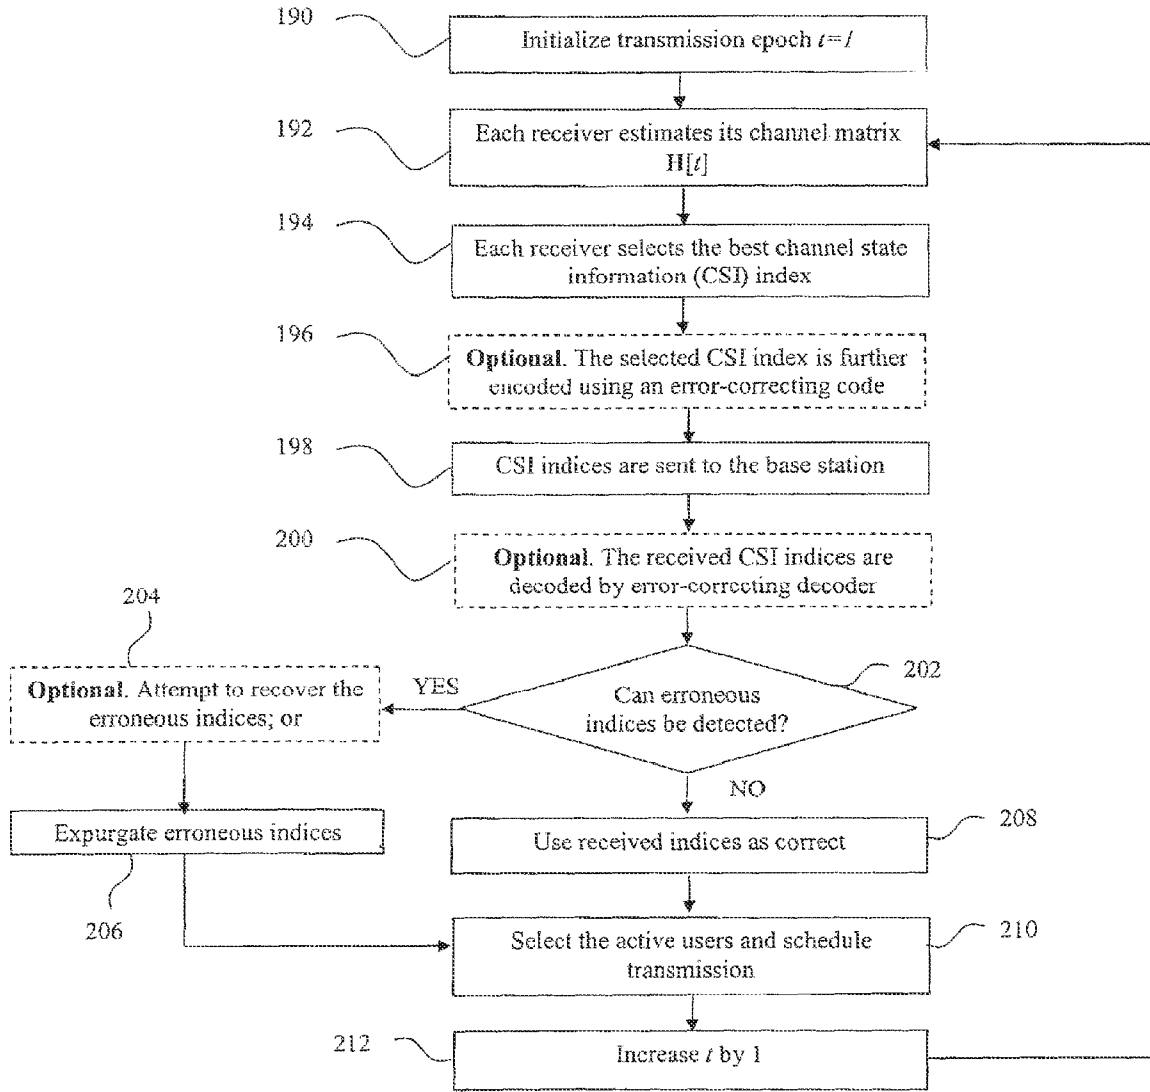 190
Initialize transmission epoch t=1
192
Each receiver estimates its channel matrix
H[t]
194
Each receiver selects the best channel state
information (CSI) index
196
Optional. The selected CSI index is further
encoded using an error-correcting code
198
CSI indices are sent to the base station
200
Optional. The received CSI indices are
decoded by error-correcting decoder
204
202
Optional. Attempt to recover the
erroneous indices; or
YES
Can erroneous
indices be detected?
NO
Expurgate erroneous indices
206
Use received indices as correct
208
Select the active users and schedule
transmission
210
212
Increase t by 1